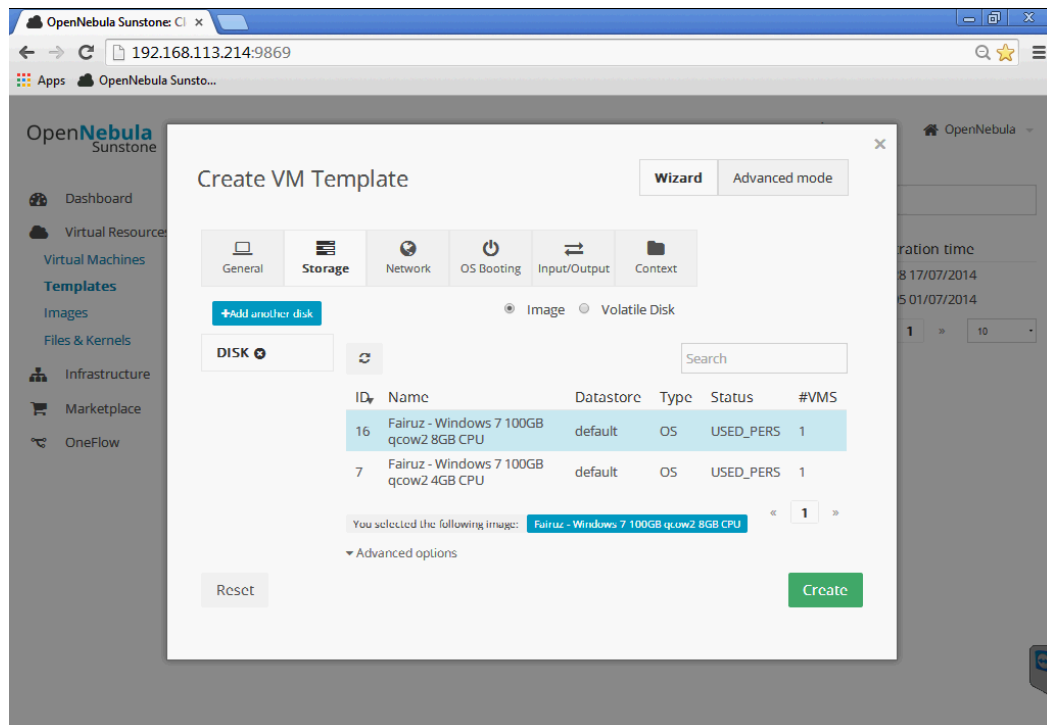 OpenNebula Sunstone: Cl ×
192.168.113.214:9869
Apps OpenNebula Sunsto...
OpenNebula
Sunstone
OpenNebula
Create VM Template
Wizard Advanced mode
Dashboard
Virtual Resource
Virtual Machines
Templates
Images
Files & Kernels
Infrastructure
Marketplace
OneFlow
General Storage Network OS Booting Input/Output Context
+Add another disk
Image Volatile Disk
DISK
Search
ID Name Datastore Type Status #VMS
16 Fairuz - Windows 7 100GB qcow2 8GB CPU default OS USED_PERS 1
7 Fairuz - Windows 7 100GB qcow2 4GB CPU default OS USED_PERS 1
« 1 »
You selected the following image: Fairuz - Windows 7 100GB qcow2 8GB CPU
Advanced options
Reset Create
ration time
8 17/07/2014
5 01/07/2014
1 » 10